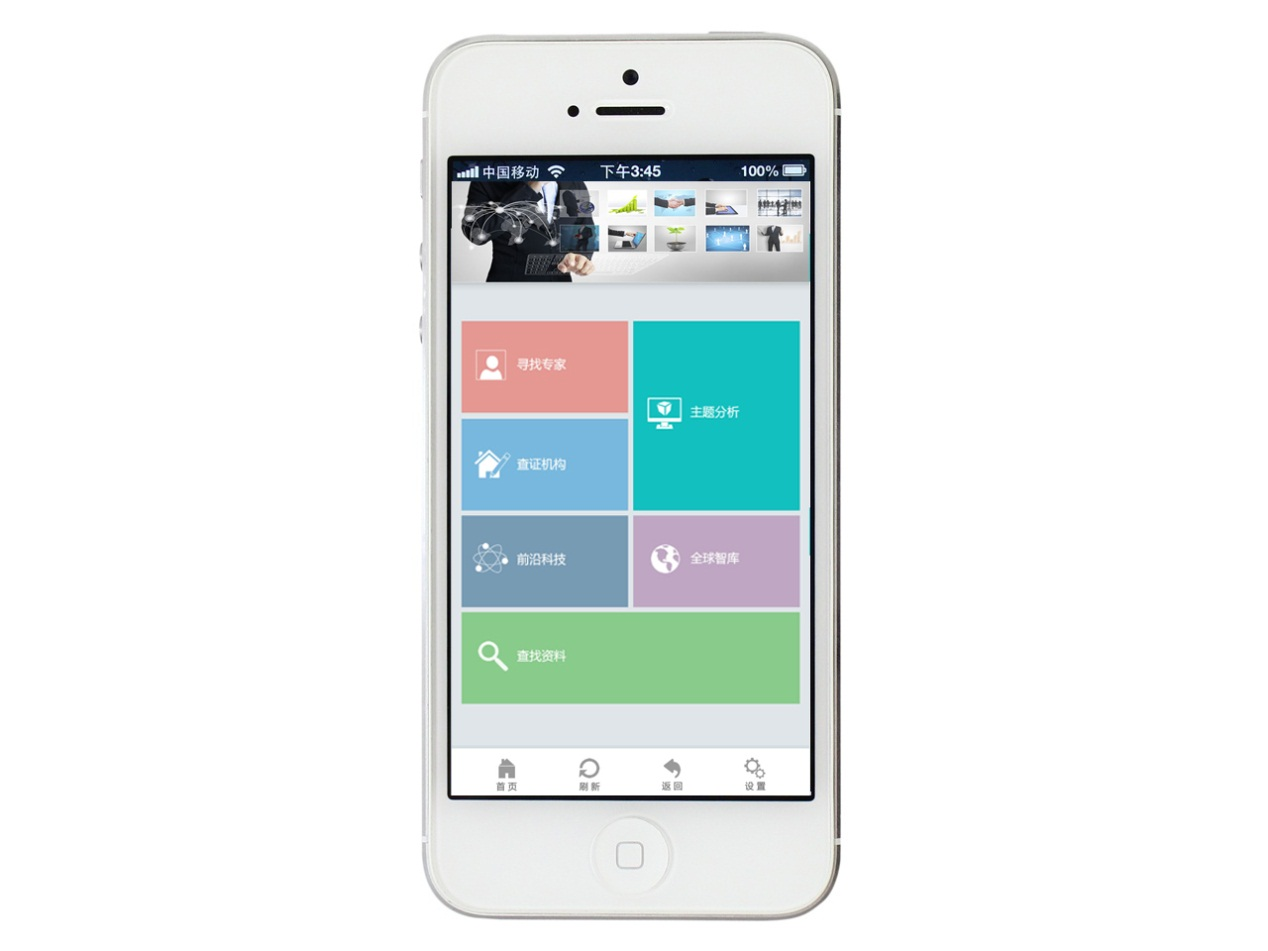 中国移动 下午3:45 100%
寻找专家
主题分析
查证机构
前沿科技
全球智库
查找资料
首页 刷新 返回 设置